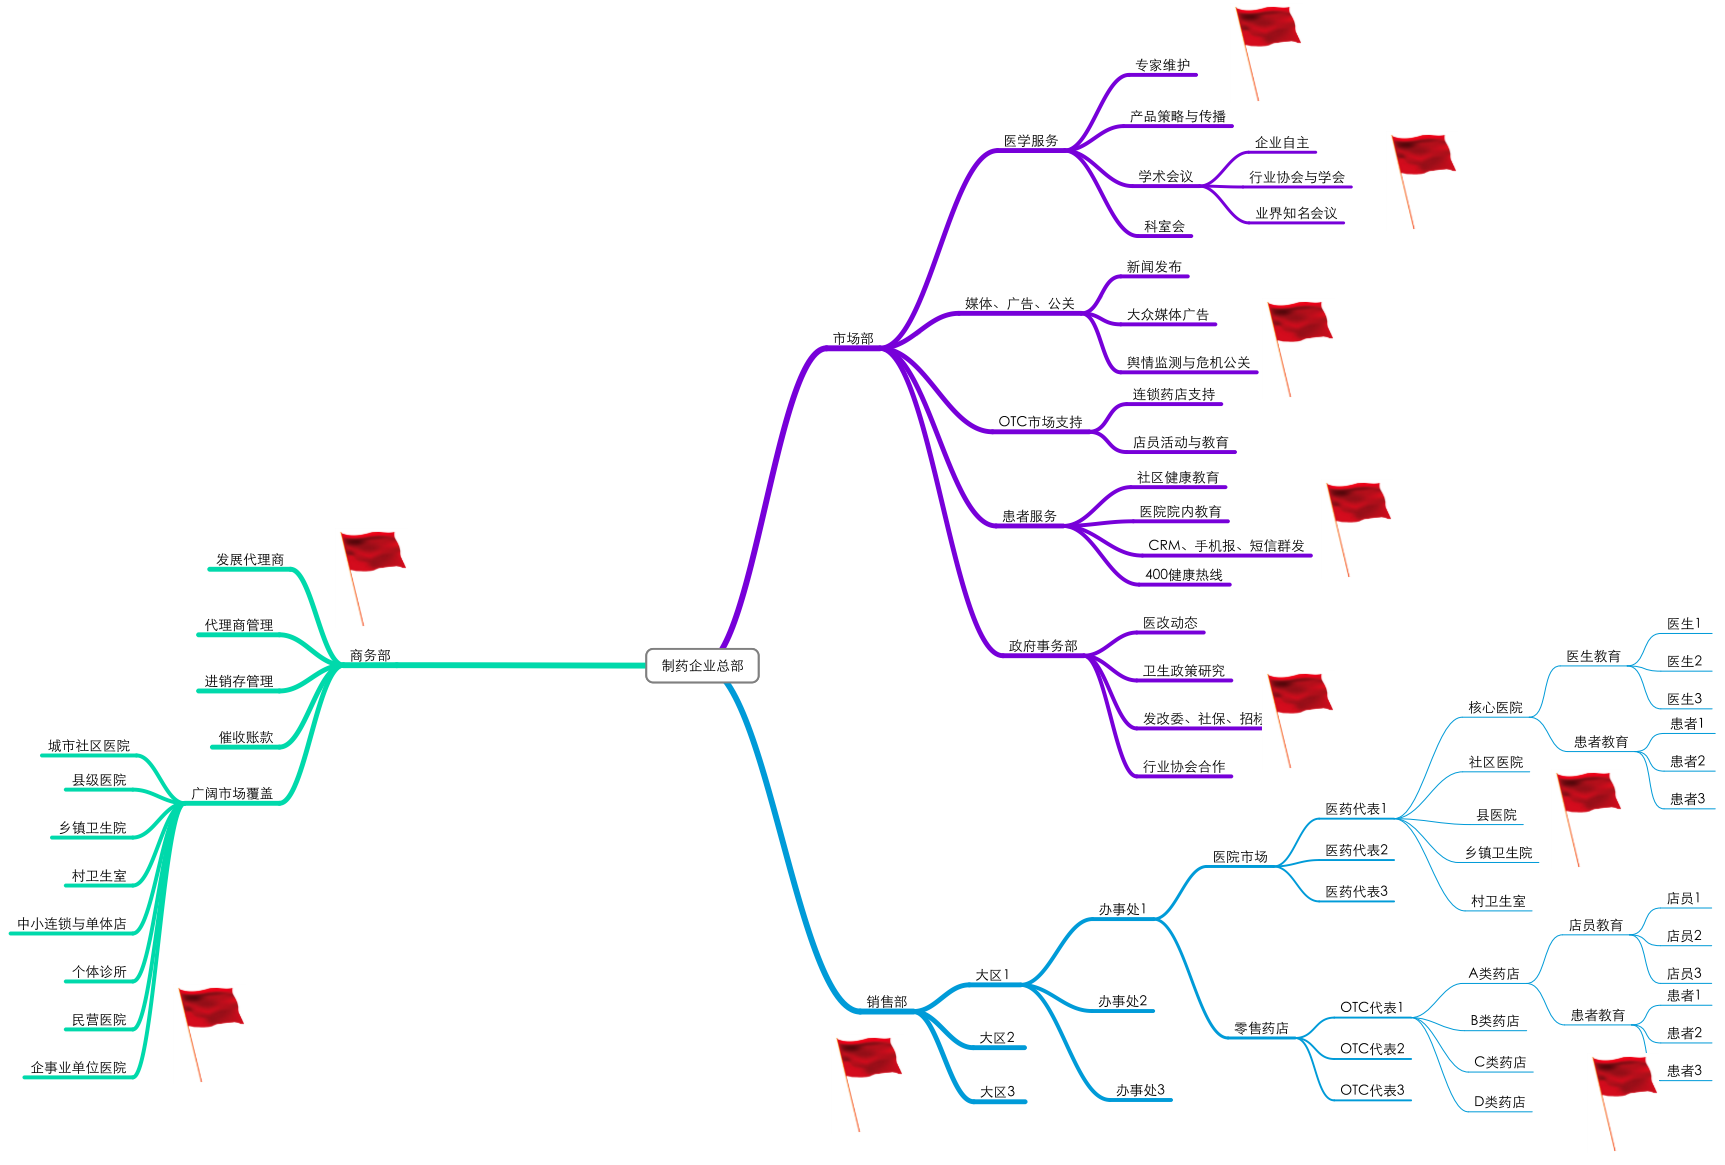 制药企业总部
市场部
医学服务
专家维护
产品策略与传播
学术会议
企业自主
行业协会与学会
业界知名会议
科室会
媒体、广告、公关
新闻发布
大众媒体广告
舆情监测与危机公关
OTC市场支持
连锁药店支持
店员活动与教育
患者服务
社区健康教育
医院院内教育
CRM、手机报、短信群发
400健康热线
政府事务部
医改动态
卫生政策研究
发改委、社保、招标
行业协会合作
销售部
大区1
办事处1
医院市场
医药代表1
核心医院
医生教育
医生1
医生2
医生3
患者教育
患者1
患者2
患者3
社区医院
县医院
乡镇卫生院
村卫生室
医药代表2
医药代表3
零售药店
OTC代表1
A类药店
店员教育
店员1
店员2
店员3
患者教育
患者1
患者2
患者3
B类药店
C类药店
D类药店
OTC代表2
OTC代表3
办事处2
办事处3
大区2
大区3
商务部
发展代理商
代理商管理
进销存管理
催收账款
广阔市场覆盖
城市社区医院
县级医院
乡镇卫生院
村卫生室
中小连锁与单体店
个体诊所
民营医院
企事业单位医院